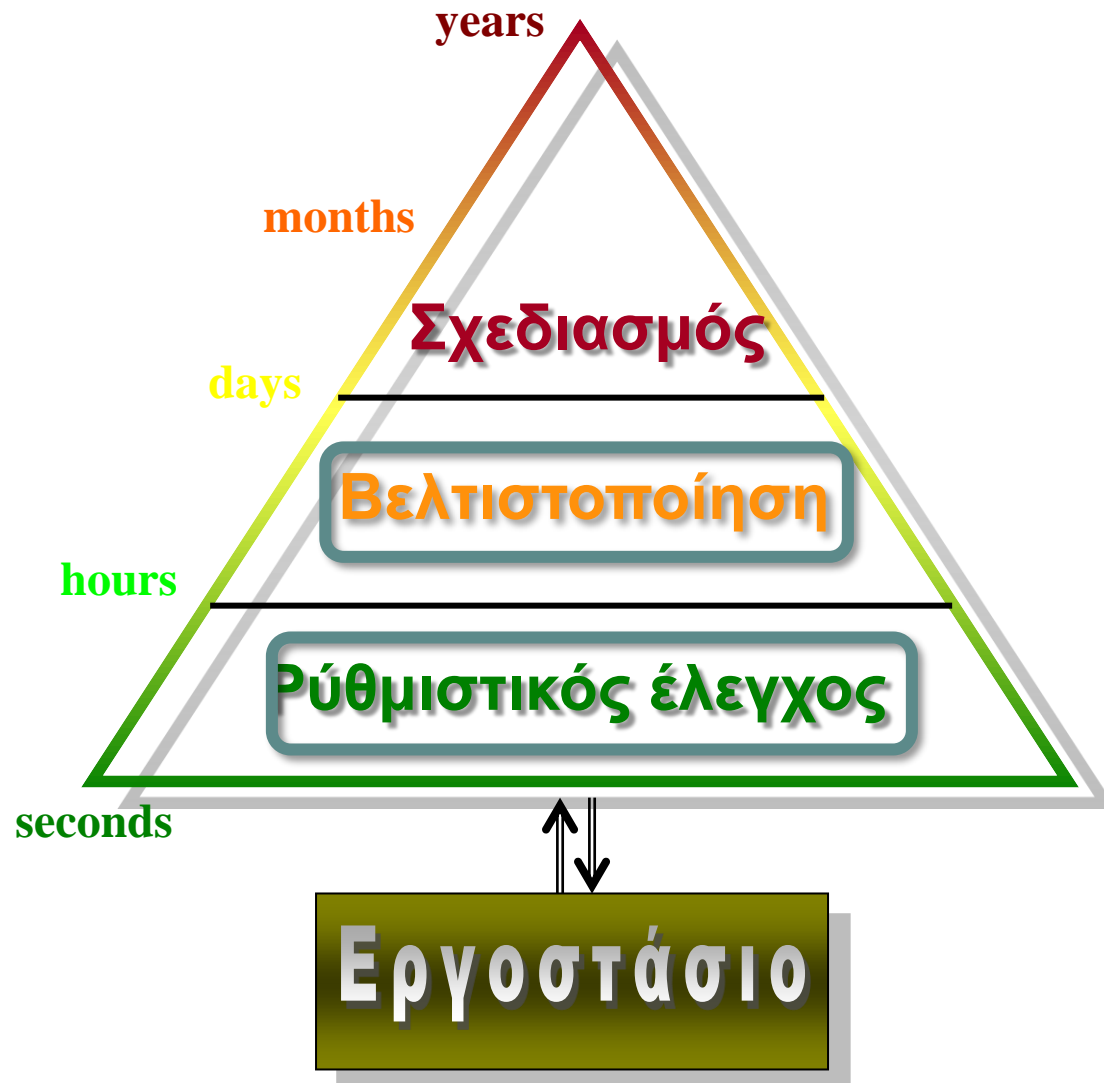 years
months
Σχεδιασμός
days
Βελτιστοποίηση
hours
Ρύθμιστικός έλεγχος
seconds
Εργοστάσιο